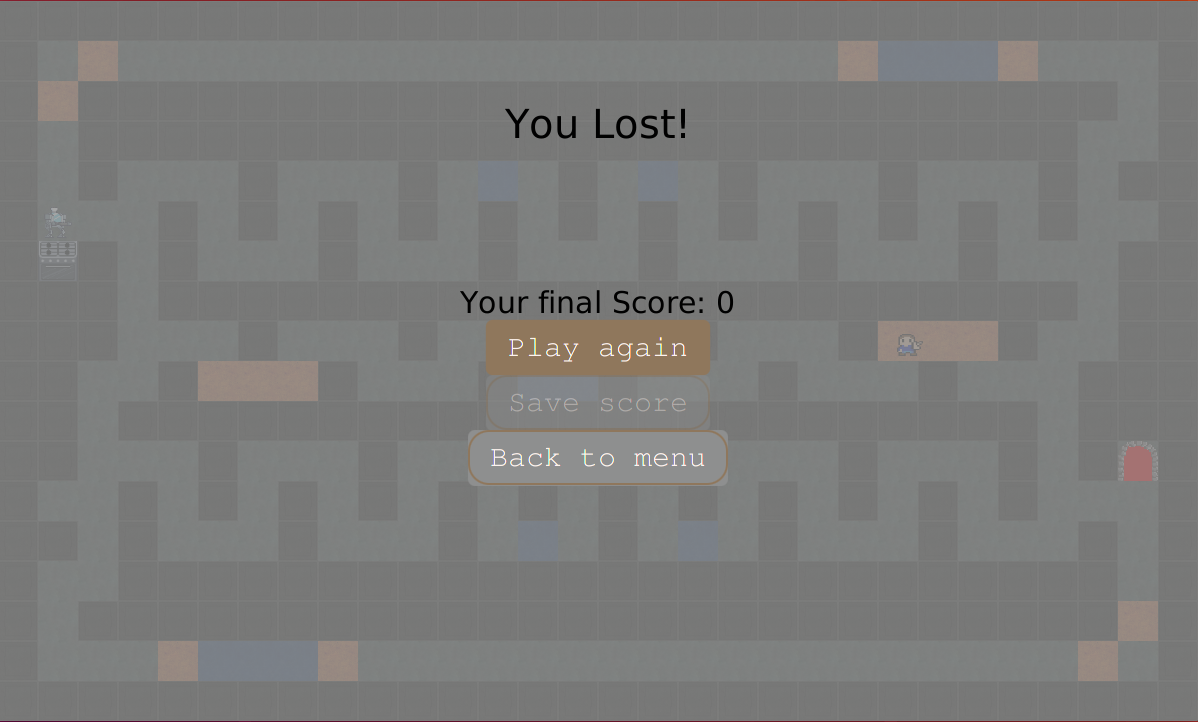 You Lost!
Your final Score: 0
Play again
Save score
Back to menu